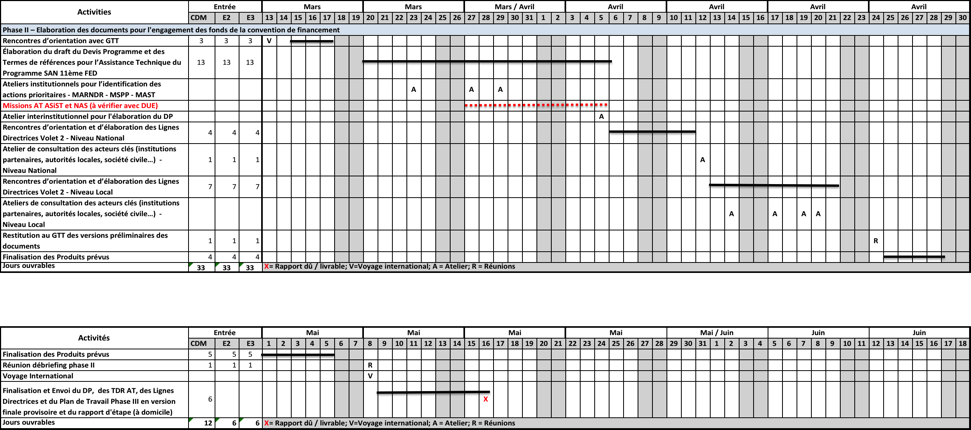 Activities Entrée Mars Mars Mars / Avril Avril Avril Avril Avril
CDM E2 E3 13 14 15 16 17 18 19 20 21 22 23 24 25 26 27 28 29 30 31 1 2 3 4 5 6 7 8 9 10 11 12 13 14 15 16 17 18 19 20 21 22 23 24 25 26 27 28 29 30
Phase II – Elaboration des documents pour l'engagement des fonds de la convention de financement
Rencontres d'orientation avec GTT 3 3 3 V
Élaboration du draft du Devis Programme et des
Termes de références pour l'Assistance Technique du 13 13 13
Programme SAN 11ème FED
Ateliers institutionnels pour l'identification des
actions prioritaires - MARNDR - MSPP - MAST A A A
Missions AT ASiST et NAS (à vérifier avec DUE)
Atelier interinstitutionnel pour l'élaboration du DP A
Rencontres d'orientation et d'élaboration des Lignes
Directrices Volet 2 - Niveau National 4 4 4
Atelier de consultation des acteurs clés (institutions
partenaires, autorités locales, société civile…) - 1 1 1 A
Niveau National
Rencontres d'orientation et d'élaboration des Lignes
Directrices Volet 2 - Niveau Local 7 7 7
Ateliers de consultation des acteurs clés (institutions
partenaires, autorités locales, société civile…) - A A A A
Niveau Local
Restitution au GTT des versions préliminaires des
documents 1 1 1 R
Finalisation des Produits prévus 4 4 4
Jours ouvrables 33 33 33 X= Rapport dû / livrable; V=Voyage international; A = Atelier; R = Réunions
Activités Entrée Mai Mai Mai Mai Mai / Juin Juin Juin
CDM E2 E3 1 2 3 4 5 6 7 8 9 10 11 12 13 14 15 16 17 18 19 20 21 22 23 24 25 26 27 28 29 30 31 1 2 3 4 5 6 7 8 9 10 11 12 13 14 15 16 17 18
Finalisation des Produits prévus 5 5 5
Réunion débriefing phase II 1 1 1 R
Voyage International V
Finalisation et Envoi du DP, des TDR AT, des Lignes
Directrices et du Plan de Travail Phase III en version 6 X
finale provisoire et du rapport d'étape (à domicile)
Jours ouvrables 12 6 6 X= Rapport dû / livrable; V=Voyage international; A = Atelier; R = Réunions